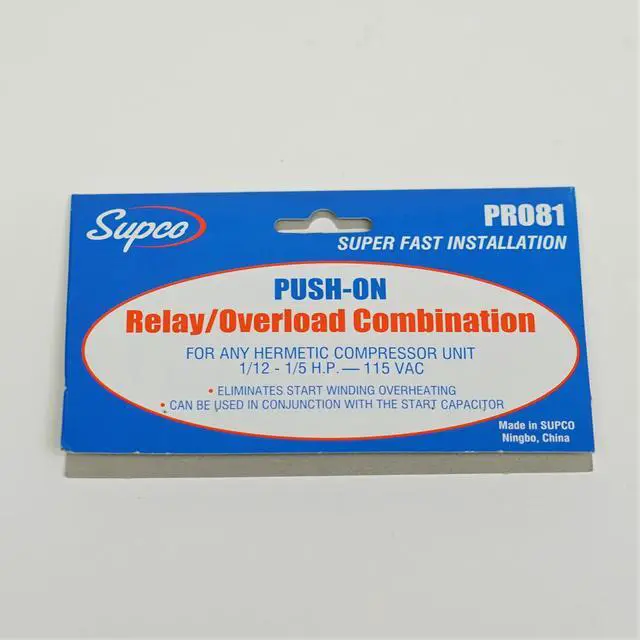 Supco
PRO81
SUPER FAST INSTALLATION
PUSH-ON
Relay/Overload Combination
FOR ANY HERMETIC COMPRESSOR UNIT
1/12 - 1/5 H.P. — 115 VAC
• ELIMINATES START WINDING OVERHEATING
• CAN BE USED IN CONJUNCTION WITH THE START CAPACITOR
Made in SUPCO
Ningbo, China